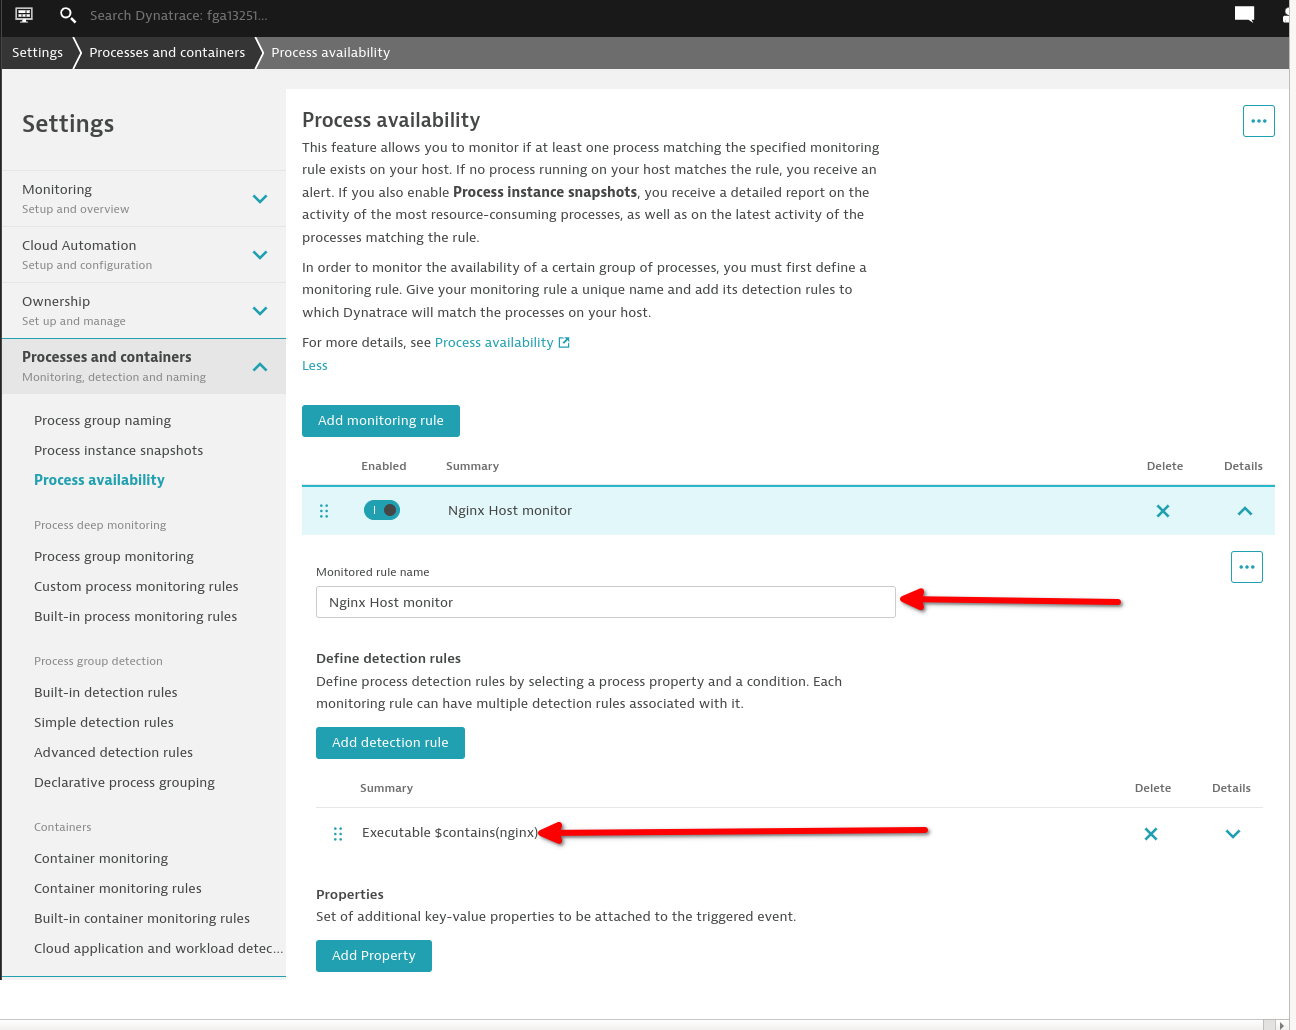 Search Dynatrace: fga13251...
Settings
Processes and containers
Process availability
Settings
Monitoring
Setup and overview
Cloud Automation
Setup and configuration
Ownership
Set up and manage
Processes and containers
Monitoring, detection and naming
Process group naming
Process instance snapshots
Process availability
Process deep monitoring
Process group monitoring
Custom process monitoring rules
Built-in process monitoring rules
Process group detection
Built-in detection rules
Simple detection rules
Advanced detection rules
Declarative process grouping
Containers
Container monitoring
Container monitoring rules
Built-in container monitoring rules
Cloud application and workload detec...
Process availability
This feature allows you to monitor if at least one process matching the specified monitoring
rule exists on your host. If no process running on your host matches the rule, you receive an
alert. If you also enable Process instance snapshots, you receive a detailed report on the
activity of the most resource-consuming processes, as well as on the latest activity of the
processes matching the rule.
In order to monitor the availability of a certain group of processes, you must first define a
monitoring rule. Give your monitoring rule a unique name and add its detection rules to
which Dynatrace will match the processes on your host.
For more details, see Process availability
Less
Add monitoring rule
Enabled Summary Delete Details
Nginx Host monitor
Monitored rule name
Nginx Host monitor
Define detection rules
Define process detection rules by selecting a process property and a condition. Each
monitoring rule can have multiple detection rules associated with it.
Add detection rule
Summary Delete Details
Executable $contains(nginx)
Properties
Set of additional key-value properties to be attached to the triggered event.
Add Property